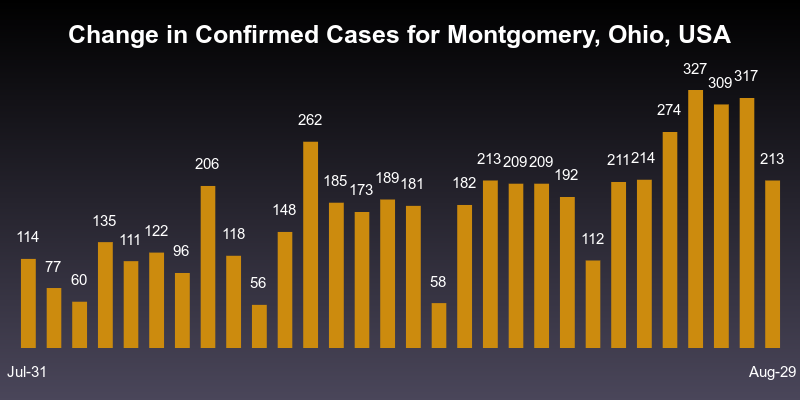 Change in Confirmed Cases for Montgomery, Ohio, USA
114 77 60 135 111 122 96 206 118 56 148 262 185 173 189 181 58 182 213 209 209 192 112 211 214 274 327 309 317 213
Jul-31 Aug-29